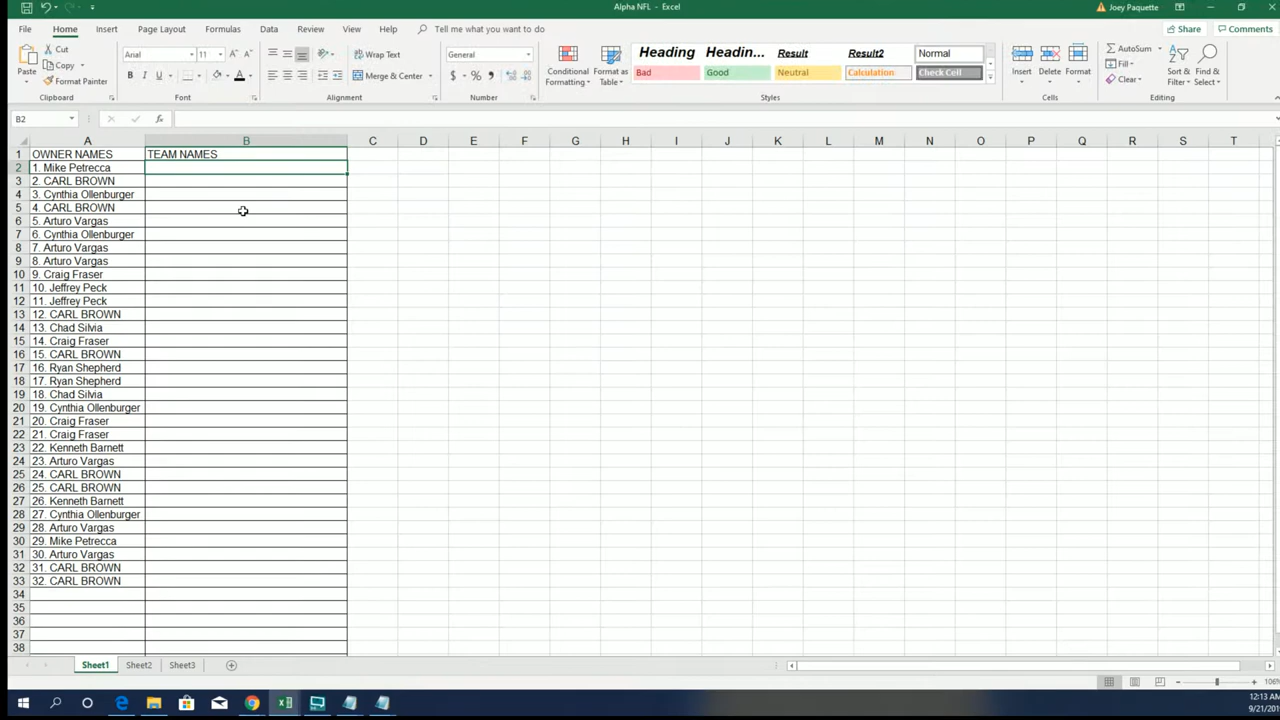 Alpha NFL - Excel
Joey Paquette
File Home Insert Page Layout Formulas Data Review View Help Tell me what you want to do Share Comments
Paste Cut Copy Format Painter Clipboard
Arial 11 B I U A Font
Wrap Text Merge & Center Alignment
General $ % Number
Conditional Formatting Format as Table Heading Headin... Result Result2 Normal
Bad Good Neutral Calculation Check Cell Styles
Insert Delete Format Cells
AutoSum Fill Clear Sort & Filter Find & Select Editing
B2 fx
A B C D E F G H I J K L M N O P Q R S T
1 OWNER NAMES TEAM NAMES
2 1. Mike Petrecca
3 2. CARL BROWN
4 3. Cynthia Ollenburger
5 4. CARL BROWN
6 5. Arturo Vargas
7 6. Cynthia Ollenburger
8 7. Arturo Vargas
9 8. Arturo Vargas
10 9. Craig Fraser
11 10. Jeffrey Peck
12 11. Jeffrey Peck
13 12. CARL BROWN
14 13. Chad Silvia
15 14. Craig Fraser
16 15. CARL BROWN
17 16. Ryan Shepherd
18 17. Ryan Shepherd
19 18. Chad Silvia
20 19. Cynthia Ollenburger
21 20. Craig Fraser
22 21. Craig Fraser
23 22. Kenneth Barnett
24 23. Arturo Vargas
25 24. CARL BROWN
26 25. CARL BROWN
27 26. Kenneth Barnett
28 27. Cynthia Ollenburger
29 28. Arturo Vargas
30 29. Mike Petrecca
31 30. Arturo Vargas
32 31. CARL BROWN
33 32. CARL BROWN
34
35
36
37
38
Sheet1 Sheet2 Sheet3
106%
12:13 AM